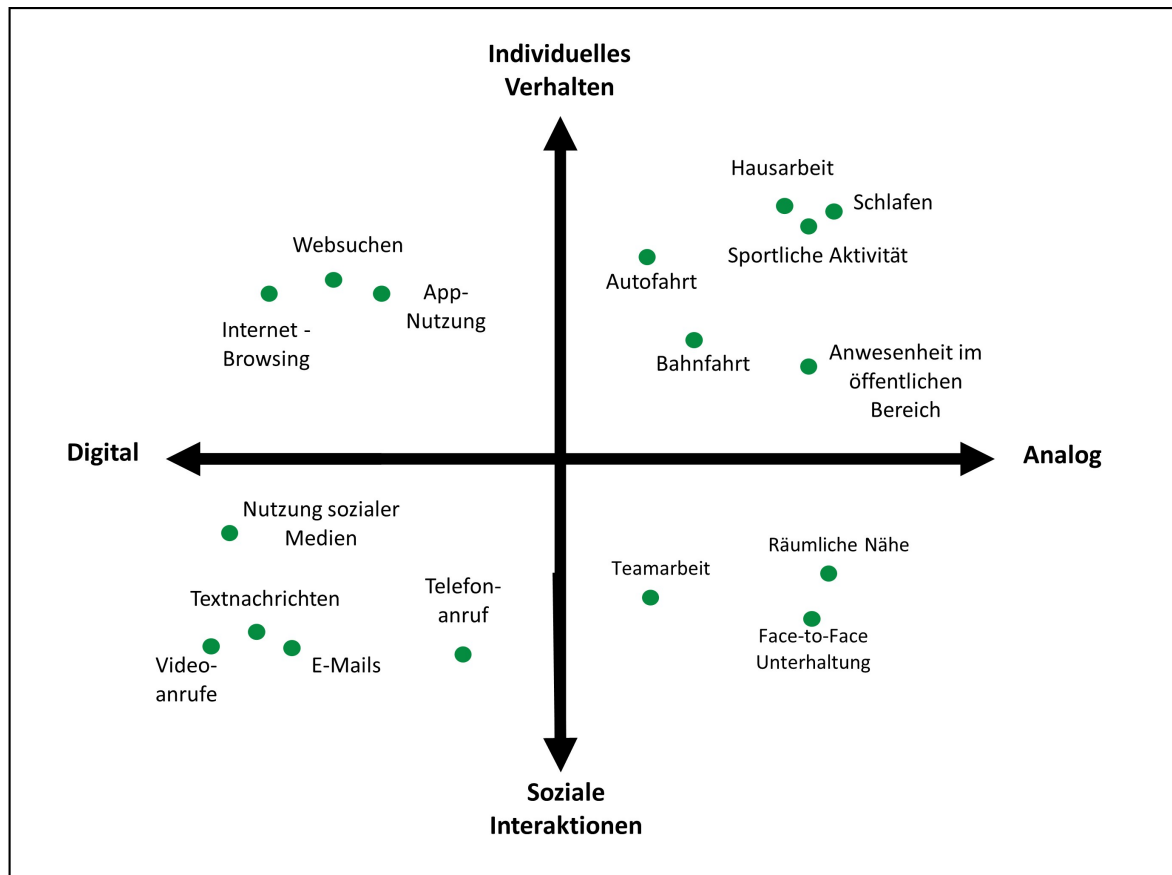 Individuelles
Verhalten
Hausarbeit
Schlafen
Sportliche Aktivität
Websuchen
Autofahrt
App-
Nutzung
Internet -
Browsing
Bahnfahrt
Anwesenheit im
öffentlichen
Bereich
Digital
Analog
Nutzung sozialer
Medien
Räumliche Nähe
Teamarbeit
Telefon-
anruf
Textnachrichten
Face-to-Face
Unterhaltung
Video-
anrufe
E-Mails
Soziale
Interaktionen